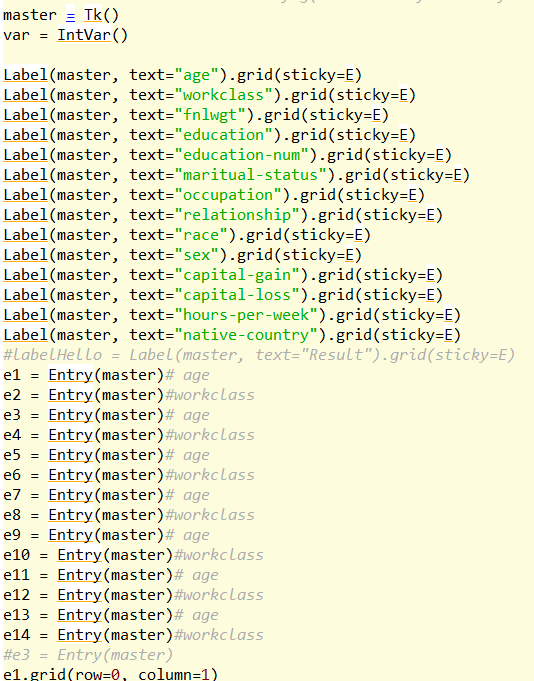 master = Tk()
var = IntVar()
Label(master, text="age").grid(sticky=E)
Label(master, text="workclass").grid(sticky=E)
Label(master, text="fnlwgt").grid(sticky=E)
Label(master, text="education").grid(sticky=E)
Label(master, text="education-num").grid(sticky=E)
Label(master, text="maritual-status").grid(sticky=E)
Label(master, text="occupation").grid(sticky=E)
Label(master, text="relationship").grid(sticky=E)
Label(master, text="race").grid(sticky=E)
Label(master, text="sex").grid(sticky=E)
Label(master, text="capital-gain").grid(sticky=E)
Label(master, text="capital-loss").grid(sticky=E)
Label(master, text="hours-per-week").grid(sticky=E)
Label(master, text="native-country").grid(sticky=E)
#labelHello = Label(master, text="Result").grid(sticky=E)
e1 = Entry(master)# age
e2 = Entry(master)#workclass
e3 = Entry(master)# age
e4 = Entry(master)#workclass
e5 = Entry(master)# age
e6 = Entry(master)#workclass
e7 = Entry(master)# age
e8 = Entry(master)#workclass
e9 = Entry(master)# age
e10 = Entry(master)#workclass
e11 = Entry(master)# age
e12 = Entry(master)#workclass
e13 = Entry(master)# age
e14 = Entry(master)#workclass
#e3 = Entry(master)
e1.grid(row=0, column=1)